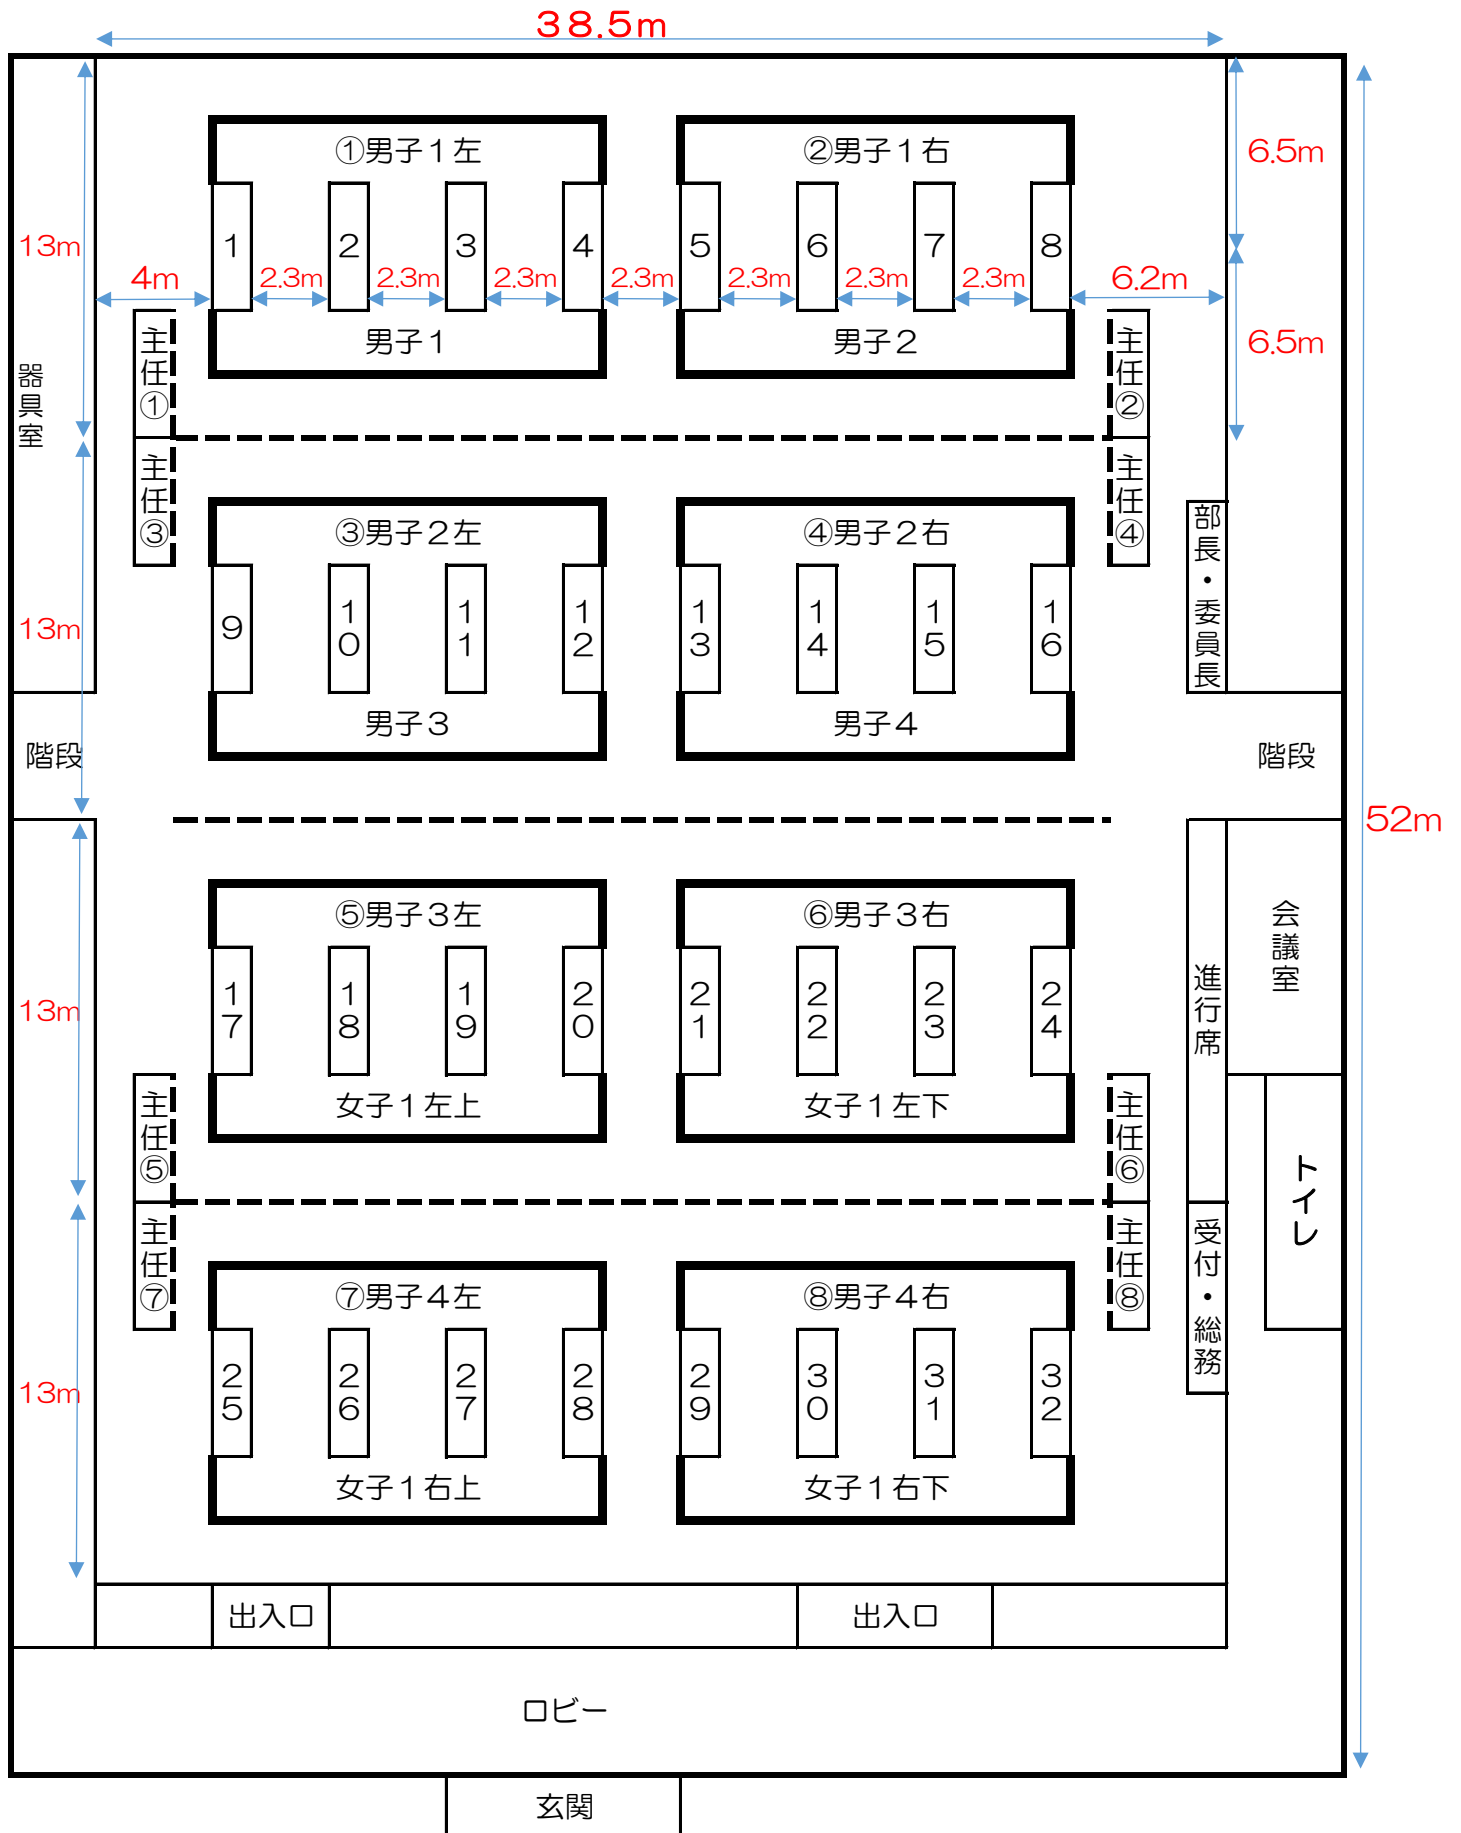 38.5m
①男子1左
②男子1右
6.5m
13m
1
2
3
4
5
6
7
8
4m
2.3m
2.3m
2.3m
2.3m
2.3m
2.3m
2.3m
6.2m
男子1
男子2
6.5m
器具室
主任①
主任②
主任③
主任④
③男子2左
④男子2右
部長・委員長
13m
9
10
11
12
13
14
15
16
男子3
男子4
階段
階段
52m
⑤男子3左
⑥男子3右
会議室
13m
17
18
19
20
21
22
23
24
進行席
女子1左上
女子1左下
主任⑤
主任⑥
トイレ
主任⑦
主任⑧
受付・総務
⑦男子4左
⑧男子4右
13m
25
26
27
28
29
30
31
32
女子1右上
女子1右下
出入口
出入口
ロビー
玄関